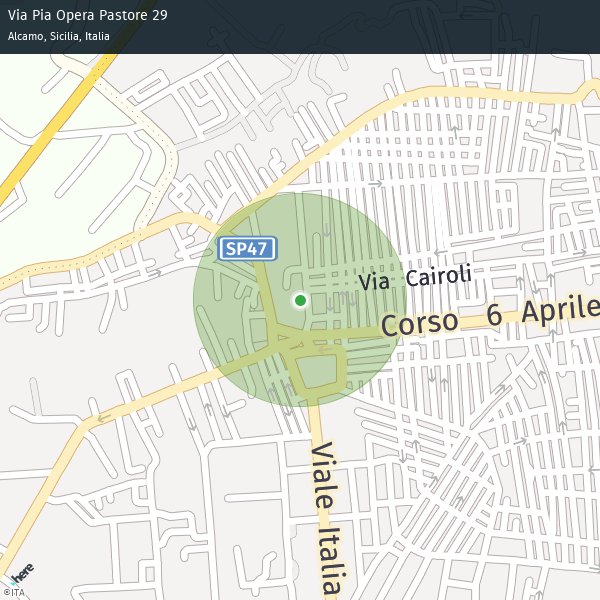 Via Pia Opera Pastore 29
Alcamo, Sicilia, Italia
SP47
Via Cairoli
Corso 6 Aprile
Viale Italia
here
©ITA